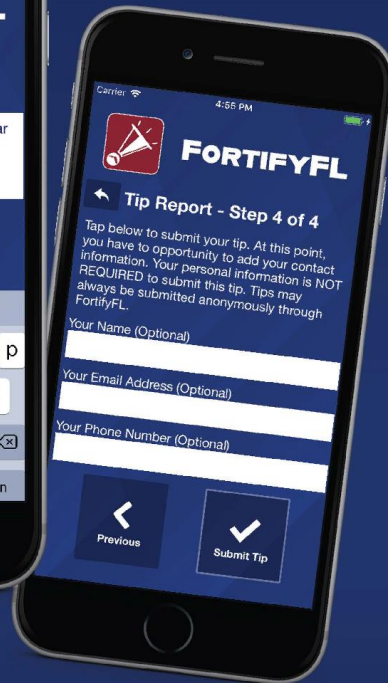 ar
p
n
Carrier
4:55 PM
FORTIFYFL
Tip Report - Step 4 of 4
Tap below to submit your tip. At this point,
you have to opportunity to add your contact
information. Your personal information is NOT
REQUIRED to submit this tip. Tips may
always be submitted anonymously through
FortifyFL.
Your Name (Optional)
Your Email Address (Optional)
Your Phone Number (Optional)
Previous
Submit Tip